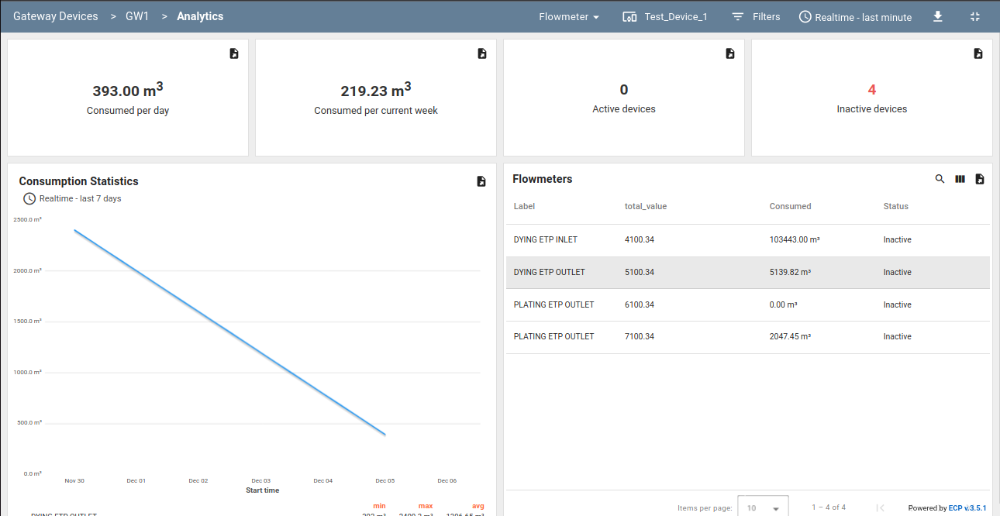 Gateway Devices > GW1 > Analytics
Flowmeter Test_Device_1 Filters Realtime - last minute
393.00 m³
Consumed per day
219.23 m³
Consumed per current week
0
Active devices
4
Inactive devices
Consumption Statistics
Realtime - last 7 days
2500.0 m³
2000.0 m³
1500.0 m³
1000.0 m³
500.0 m³
0.0 m³
Nov 30 Dec 01 Dec 02 Dec 03 Dec 04 Dec 05 Dec 06
Start time
min max avg
DYING ETP OUTLET
Flowmeters
Label total_value Consumed Status
DYING ETP INLET 4100.34 103443.00 m³ Inactive
DYING ETP OUTLET 5100.34 5139.82 m³ Inactive
PLATING ETP OUTLET 6100.34 0.00 m³ Inactive
PLATING ETP OUTLET 7100.34 2047.45 m³ Inactive
Items per page: 10 1 – 4 of 4
Powered by ECP v.3.5.1